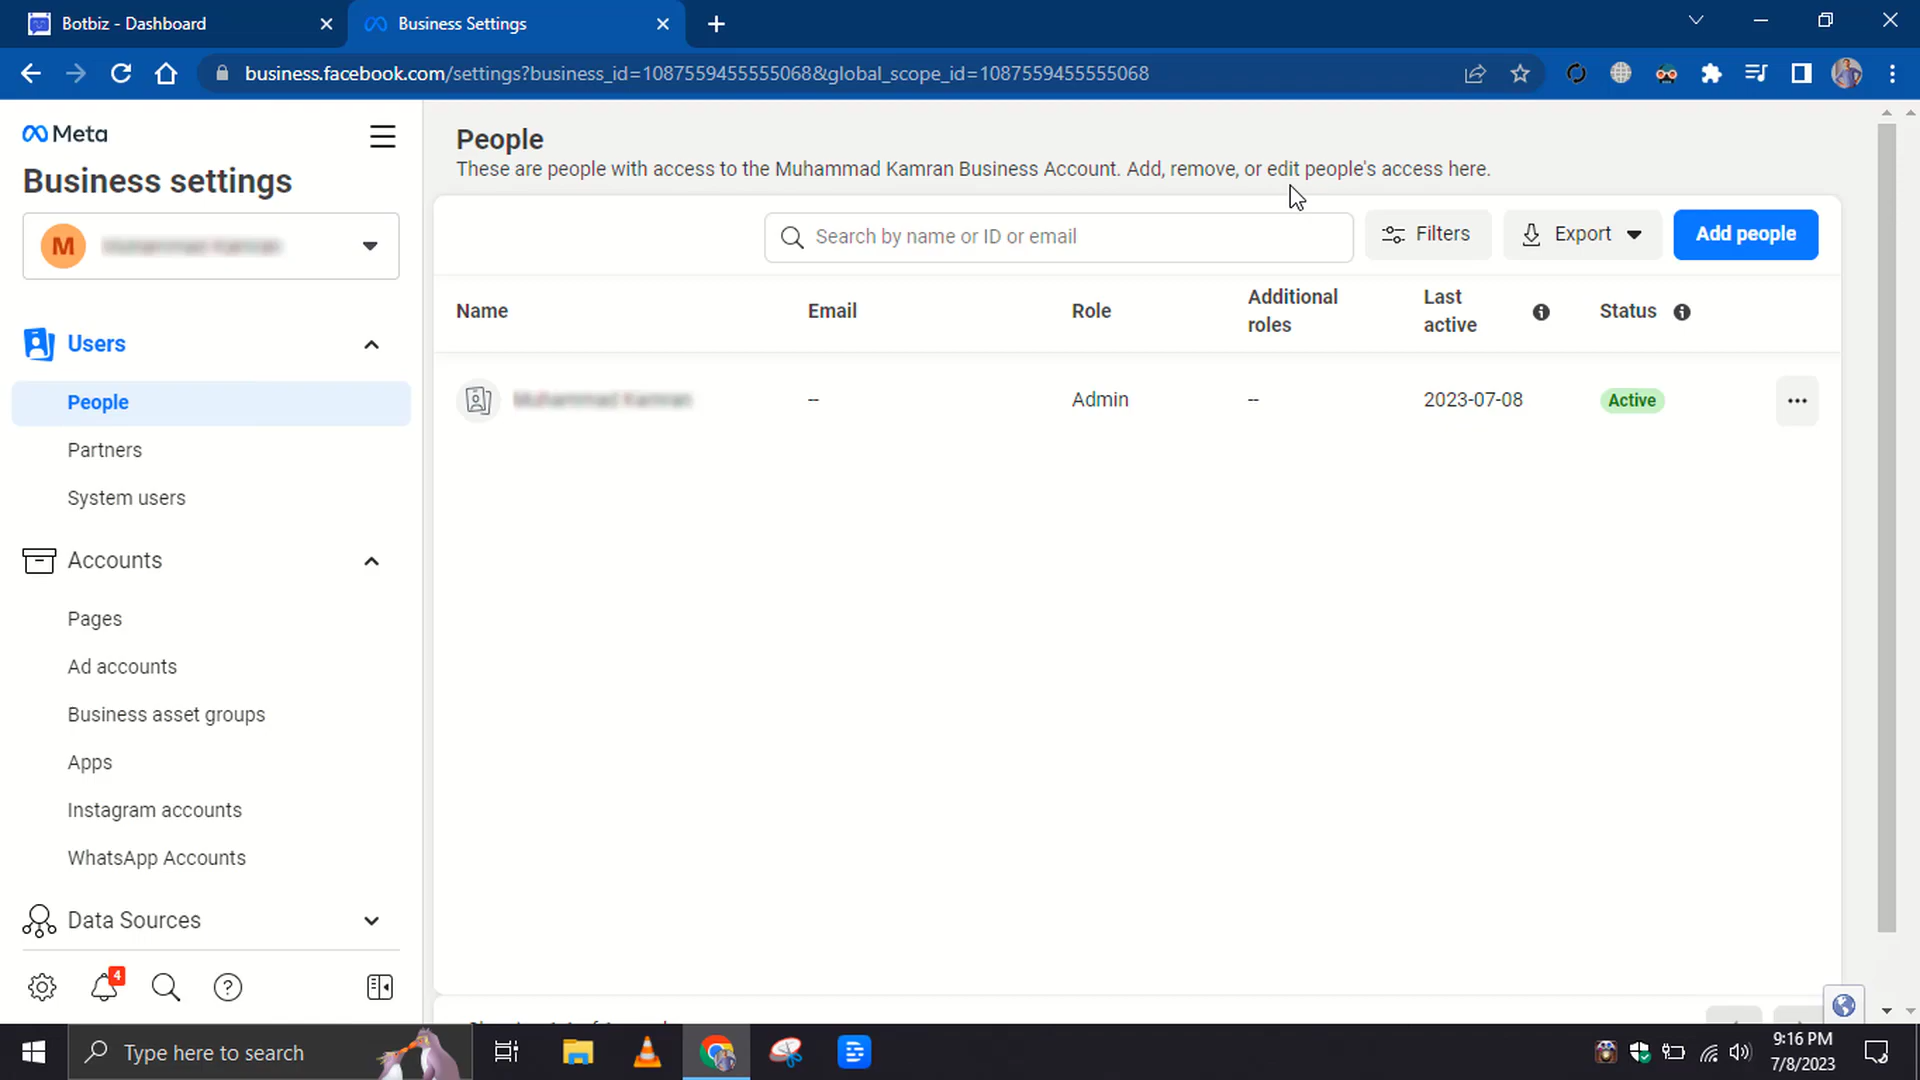 Botbiz - Dashboard
Business Settings
business.facebook.com/settings?business_id=1087559455555068&global_scope_id=1087559455555068
Meta
Business settings
M
Users
People
Partners
System users
Accounts
Pages
Ad accounts
Business asset groups
Apps
Instagram accounts
WhatsApp Accounts
Data Sources
4
People
These are people with access to the Muhammad Kamran Business Account. Add, remove, or edit people's access here.
Search by name or ID or email
Filters
Export
Add people
Name
Email
Role
Additional roles
Last active
Status
--
Admin
--
2023-07-08
Active
Type here to search
9:16 PM
7/8/2023